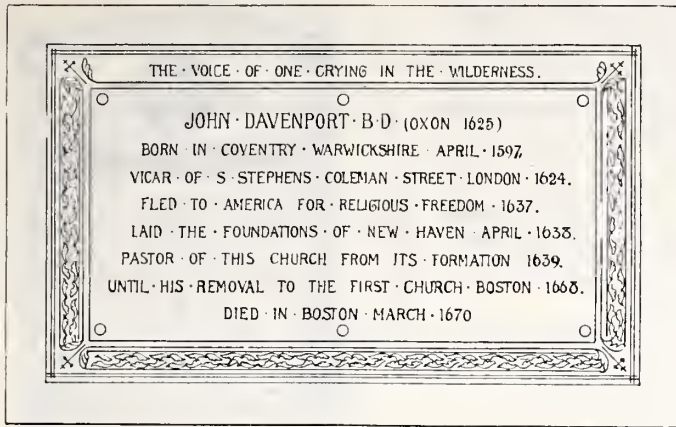 THE · VOICE · OF · ONE · CRYING · IN · THE · WILDERNESS.
JOHN · DAVENPORT · B · D · (OXON 1625)
BORN · IN · COVENTRY · WARWICKSHIRE APRIL · 1597.
VICAR · OF · S · STEPHENS · COLEMAN · STREET · LONDON · 1624.
FLED · TO · AMERICA · FOR · RELIGIOUS · FREEDOM · 1637.
LAID · THE · FOUNDATIONS · OF · NEW · HAVEN APRIL · 1638.
PASTOR · OF · THIS · CHURCH FROM ITS · FORMATION 1639.
UNTIL · HIS · REMOVAL TO THE FIRST · CHURCH · BOSTON · 1668.
DIED · IN · BOSTON · MARCH · 1670